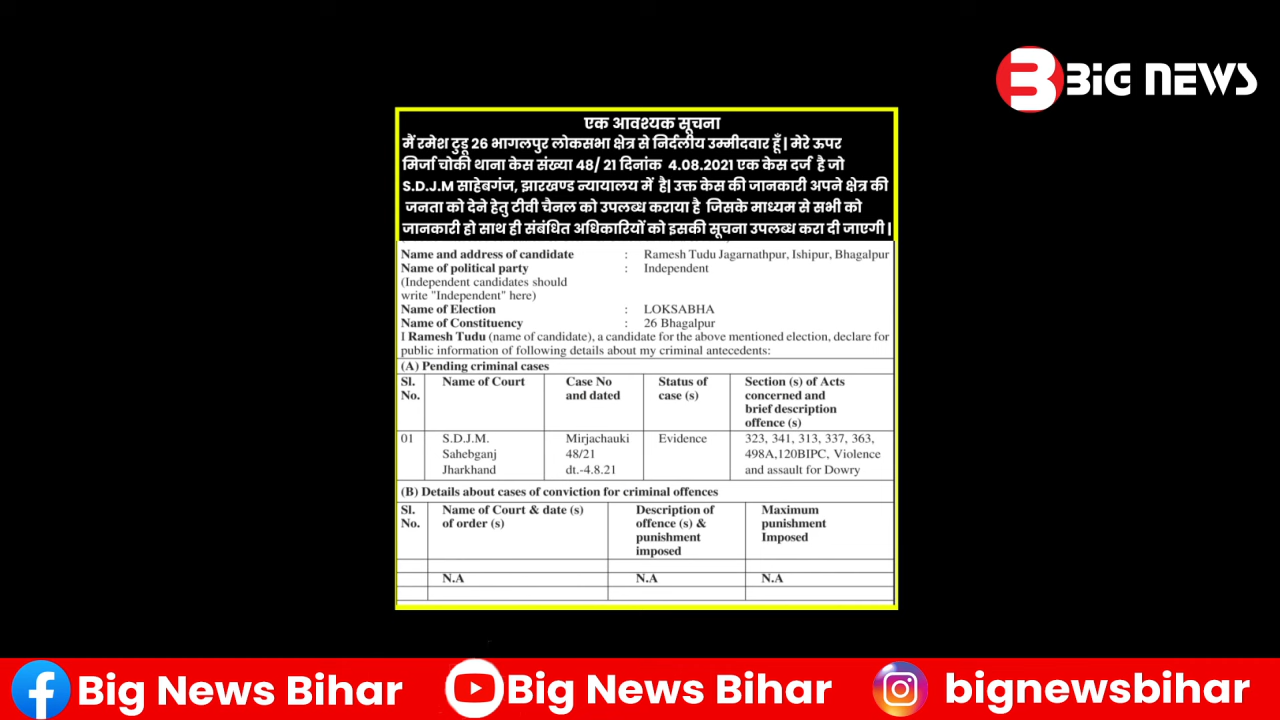 BIG NEWS
एक आवश्यक सूचना
मैं रमेश टुडू 26 भागलपुर लोकसभा क्षेत्र से निर्दलीय उम्मीदवार हूँ | मेरे ऊपर
मिर्जा चोकी थाना केस संख्या 48/ 21 दिनांक 4.08.2021 एक केस दर्ज है जो
S.D.J.M साहेबगंज, झारखण्ड न्यायालय में है| उक्त केस की जानकारी अपने क्षेत्र की
जनता को देने हेतु टीवी चैनल को उपलब्ध कराया है जिसके माध्यम से सभी को
जानकारी हो साथ ही संबंधित अधिकारियों को इसकी सूचना उपलब्ध करा दी जाएगी |
Name and address of candidate : Ramesh Tudu Jagarnathpur, Ishipur, Bhagalpur
Name of political party : Independent
(Independent candidates should
write "Independent" here)
Name of Election : LOKSABHA
Name of Constituency : 26 Bhagalpur
I Ramesh Tudu (name of candidate), a candidate for the above mentioned election, declare for
public information of following details about my criminal antecedents:
(A) Pending criminal cases
Sl. Name of Court Case No Status of Section (s) of Acts
No. and dated case (s) concerned and
brief description
offence (s)
01 S.D.J.M. Mirjachauki Evidence 323, 341, 313, 337, 363,
Sahebganj 48/21 498A,120BIPC, Violence
Jharkhand dt.-4.8.21 and assault for Dowry
(B) Details about cases of conviction for criminal offences
Sl. Name of Court & date (s) Description of Maximum
No. of order (s) offence (s) & punishment
punishment Imposed
imposed
N.A N.A N.A
Big News Bihar Big News Bihar bignewsbihar